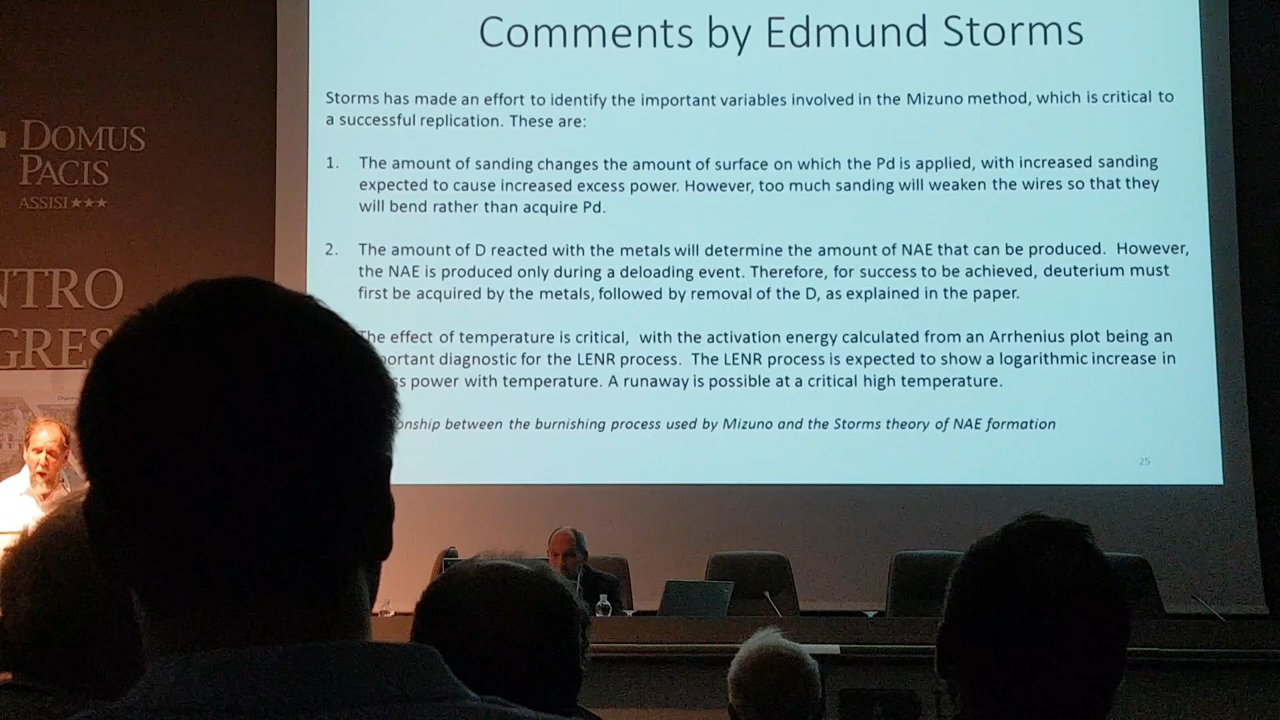 Comments by Edmund Storms
Storms has made an effort to identify the important variables involved in the Mizuno method, which is critical to
a successful replication. These are:
1. The amount of sanding changes the amount of surface on which the Pd is applied, with increased sanding
expected to cause increased excess power. However, too much sanding will weaken the wires so that they
will bend rather than acquire Pd.
2. The amount of D reacted with the metals will determine the amount of NAE that can be produced. However,
the NAE is produced only during a deloading event. Therefore, for success to be achieved, deuterium must
first be acquired by the metals, followed by removal of the D, as explained in the paper.
he effect of temperature is critical, with the activation energy calculated from an Arrhenius plot being an
ortant diagnostic for the LENR process. The LENR process is expected to show a logarithmic increase in
s power with temperature. A runaway is possible at a critical high temperature.
onship between the burnishing process used by Mizuno and the Storms theory of NAE formation
25
DOMUS
PACIS
ASSISI★★★
NTRO
GRES